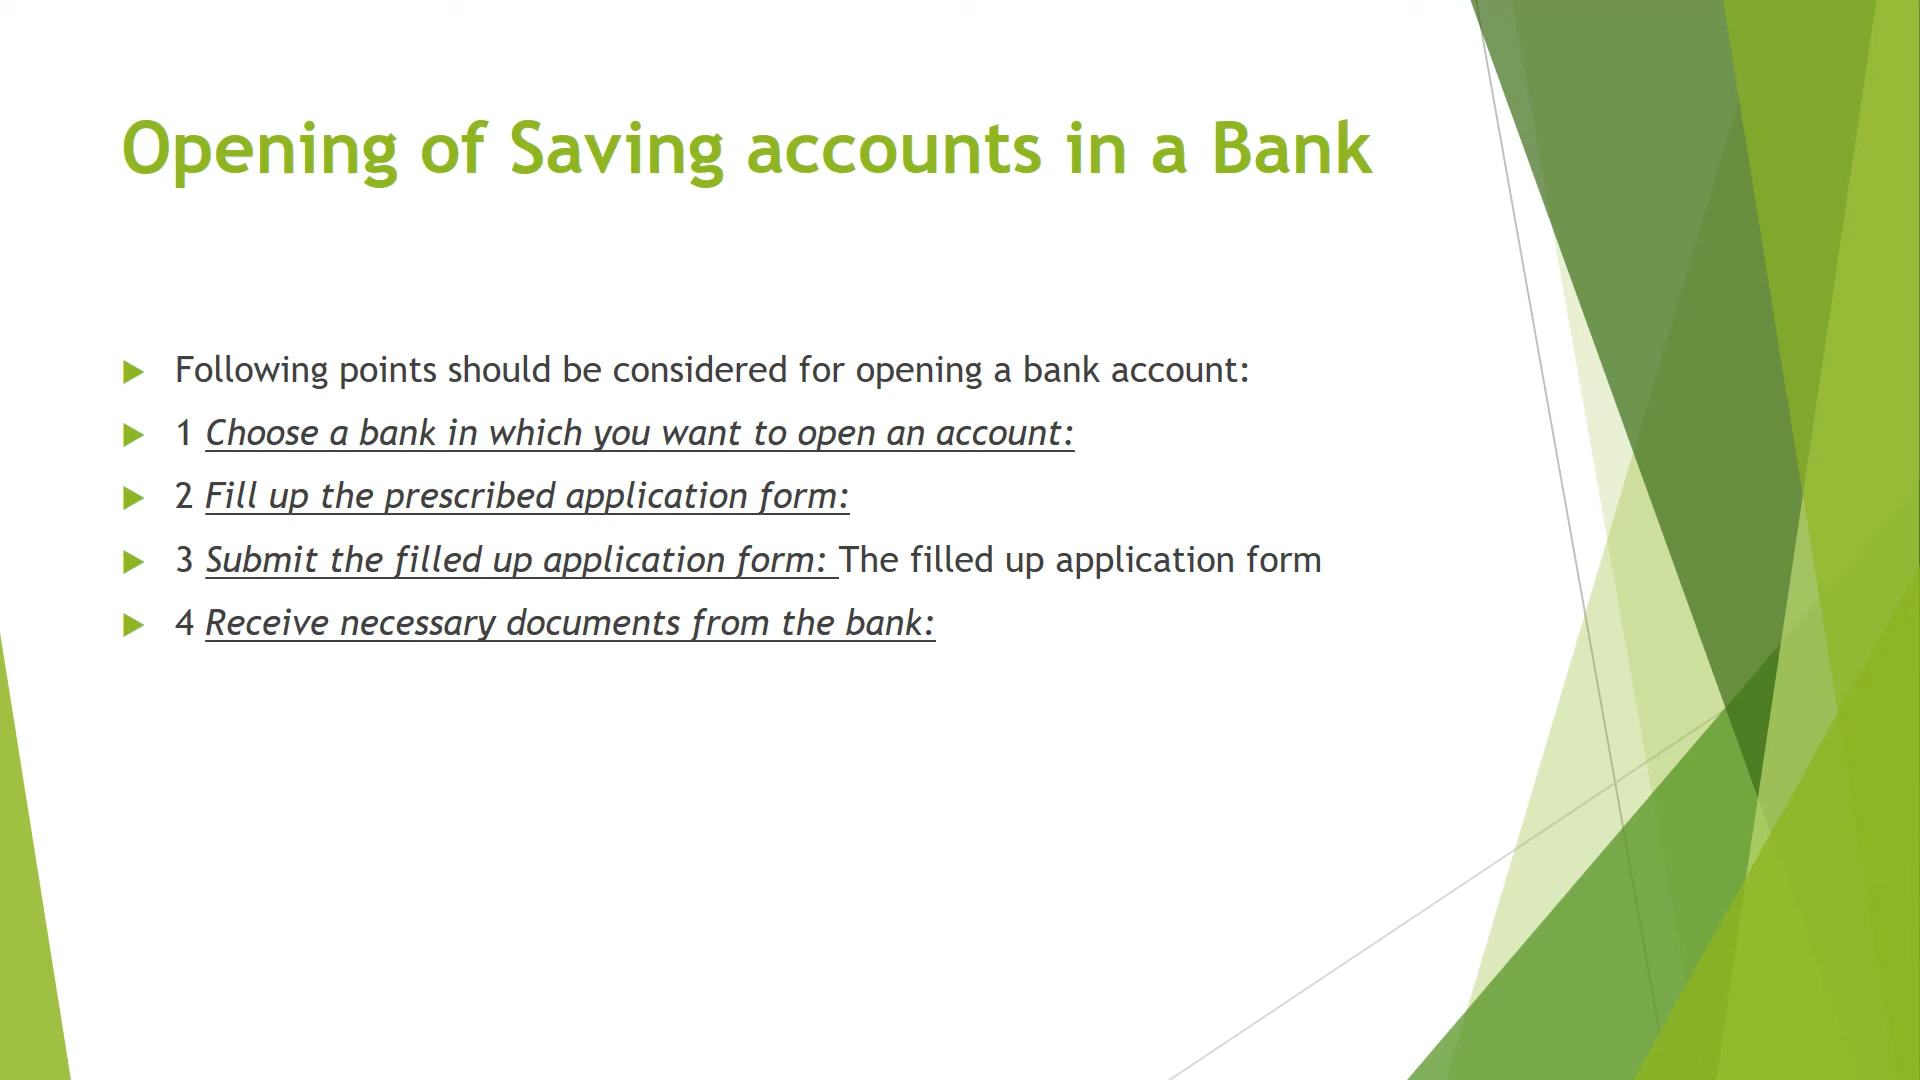 Opening of Saving accounts in a Bank
Following points should be considered for opening a bank account:
1 Choose a bank in which you want to open an account:
2 Fill up the prescribed application form:
3 Submit the filled up application form: The filled up application form
4 Receive necessary documents from the bank: